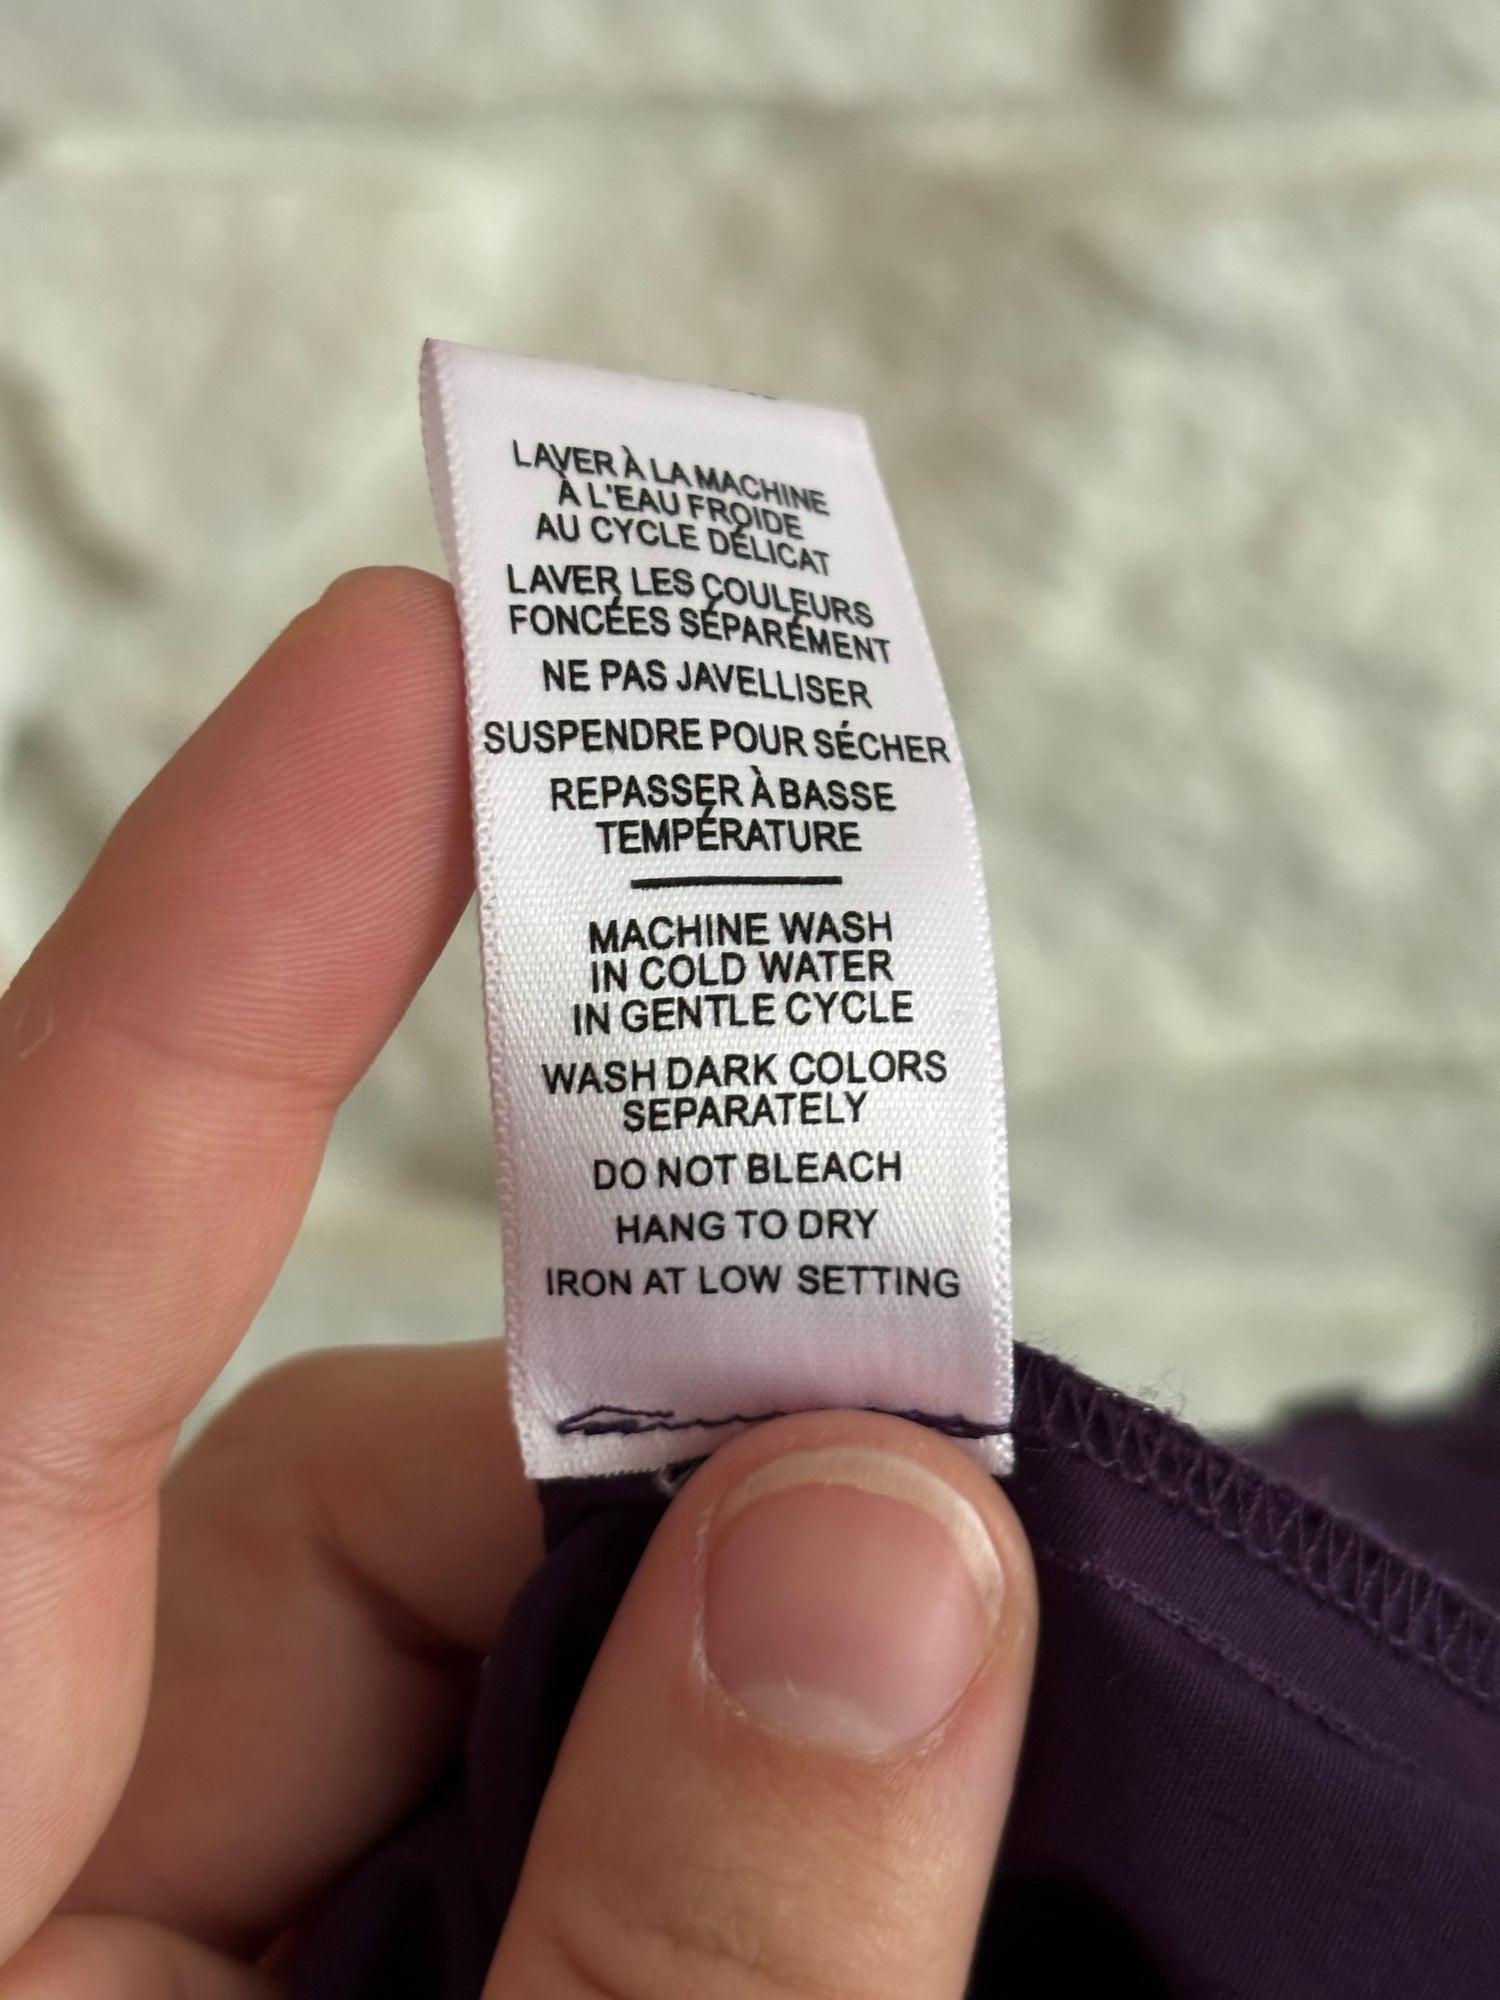 LAVER À LA MACHINE
À L'EAU FROIDE
AU CYCLE DÉLICAT
LAVER LES COULEURS
FONCÉES SÉPARÉMENT
NE PAS JAVELLISER
SUSPENDRE POUR SÉCHER
REPASSER À BASSE
TEMPÉRATURE
MACHINE WASH
IN COLD WATER
IN GENTLE CYCLE
WASH DARK COLORS
SEPARATELY
DO NOT BLEACH
HANG TO DRY
IRON AT LOW SETTING